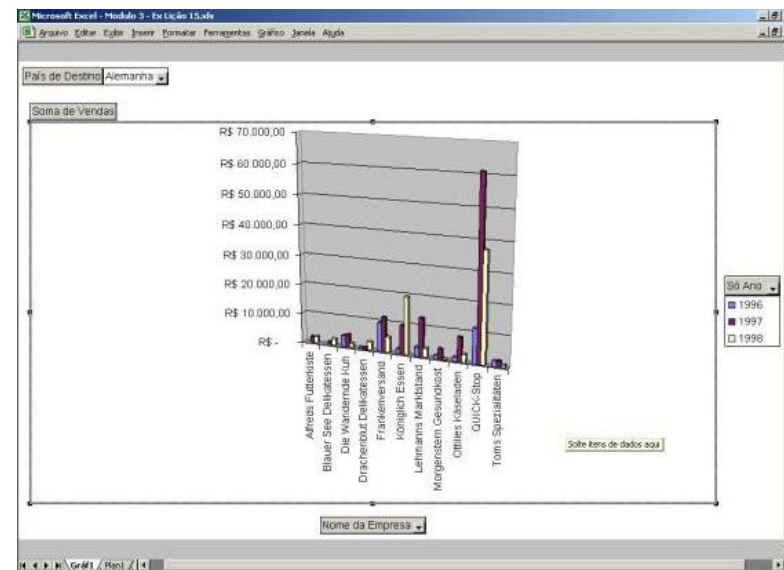 Microsoft Excel - Modulo 3 - Ex Lição 15.xls
Arquivo Editar Exibir Inserir Formatar Ferramentas Gráfico Janela Ajuda
País de Destino Alemanha
Soma de Vendas
R$ 70.000,00
R$ 60.000,00
R$ 50.000,00
R$ 40.000,00
R$ 30.000,00
R$ 20.000,00
R$ 10.000,00
R$ -
Alfreds Futterkiste
Blauer See Delikatessen
Die Wandernde Kuh
Drachenblut Delikatessen
Frankenversand
Königlich Essen
Lehmanns Marktstand
Morgenstern Gesundkost
Ottilies Käseladen
QUICK-Stop
Toms Spezialitäten
Só Ano
1996
1997
1998
Solte itens de dados aqui
Nome da Empresa
Gráf1 / Plan1